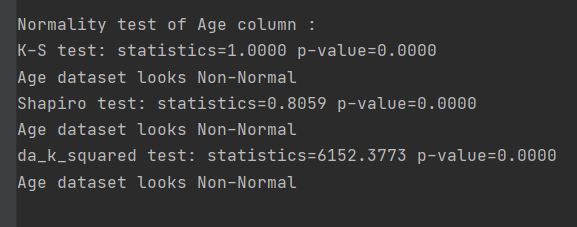 Normality test of Age column :
K-S test: statistics=1.0000 p-value=0.0000
Age dataset looks Non-Normal
Shapiro test: statistics=0.8059 p-value=0.0000
Age dataset looks Non-Normal
da_k_squared test: statistics=6152.3773 p-value=0.0000
Age dataset looks Non-Normal